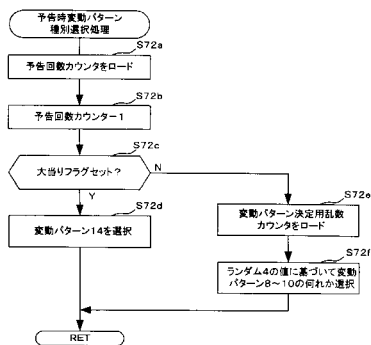 予告時変動パターン
種別選択処理
S72a
予告回数カウンタをロード
S72b
予告回数カウンター1
S72c
大当りフラグセット？
N
Y
S72d
変動パターン14を選択
S72e
変動パターン決定用乱数
カウンタをロード
S72f
ランダム4の値に基づいて変動
パターン8～10の何れか選択
RET